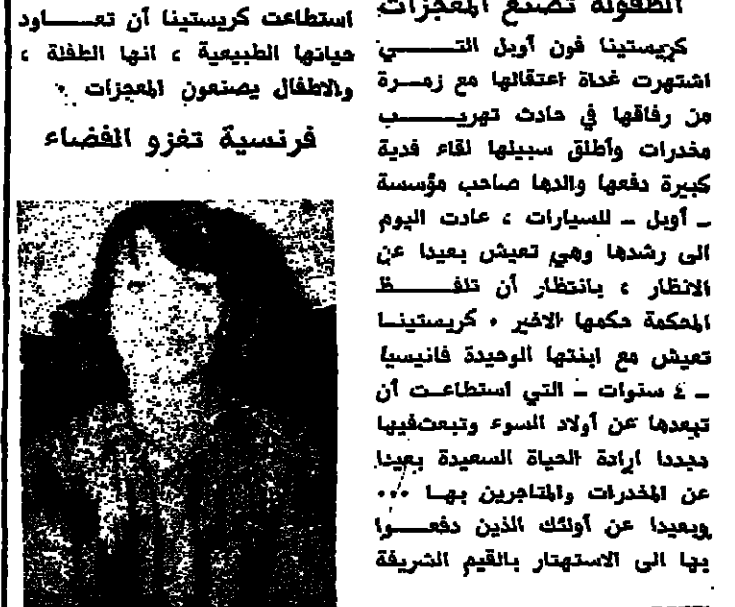 الطفولة تصنع المعجزات
كريستينا فون أوبل التي
اشتهرت غداة اعتقالها مع زمرة
من رفاقها في حادث تهريب
مخدرات وأطلق سبيلها لقاء فدية
كبيرة دفعها والدها صاحب مؤسسة
ـ أوبل ـ للسيارات ، عادت اليوم
الى رشدها وهي تعيش بعيدا عن
الانظار ، بانتظار أن تلفظ
المحكمة حكمها الاخير . كريستينا
تعيش مع ابنتها الوحيدة فانيسيا
ـ ٤ سنوات ـ التي استطاعت أن
تبعدها عن أولاد السوء وتبعث فيها
مجددا ارادة الحياة السعيدة بعيدا
عن المخدرات والمتاجرين بها ...
وبعيدا عن أولئك الذين دفعوا
بها الى الاستهتار بالقيم الشريفة
استطاعت كريستينا أن تعاود
حياتها الطبيعية ، انها الطفلة ،
والاطفال يصنعون المعجزات .
فرنسية تغزو الفضاء